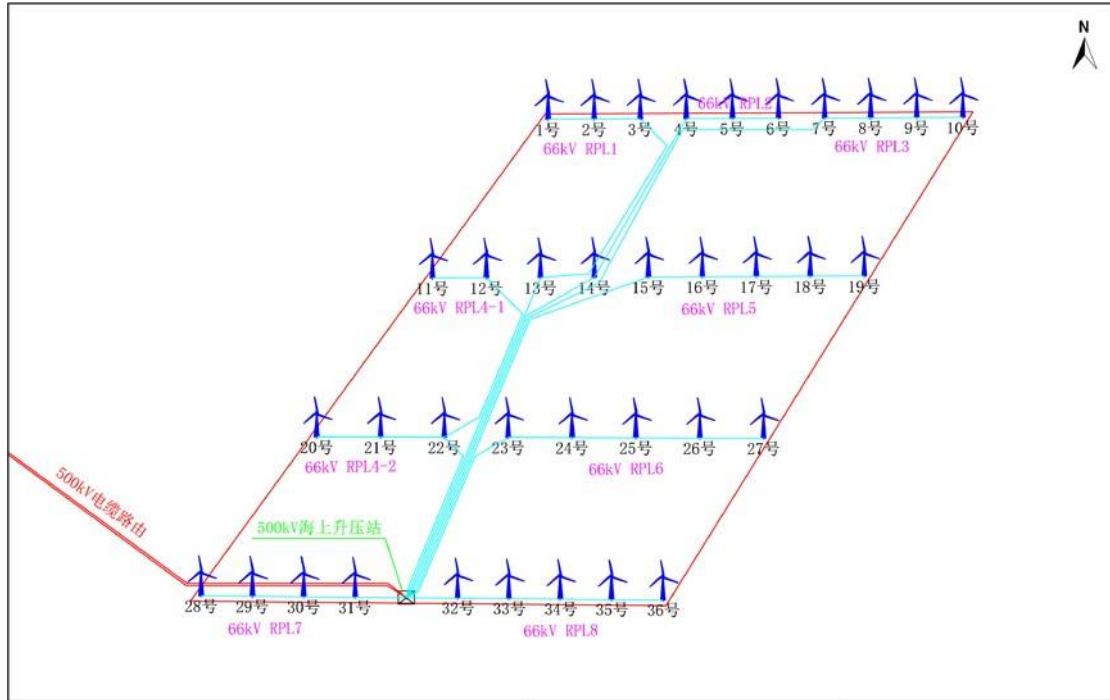 N
66kV RPL2
1号 2号 3号 4号 5号 6号 7号 8号 9号 10号
66kV RPL1
66kV RPL3
11号 12号 13号 14号 15号 16号 17号 18号 19号
66kV RPL4-1
66kV RPL5
20号 21号 22号 23号 24号 25号 26号 27号
66kV RPL4-2
66kV RPL6
500kV电缆路由
500kV海上升压站
28号 29号 30号 31号 32号 33号 34号 35号 36号
66kV RPL7
66kV RPL8